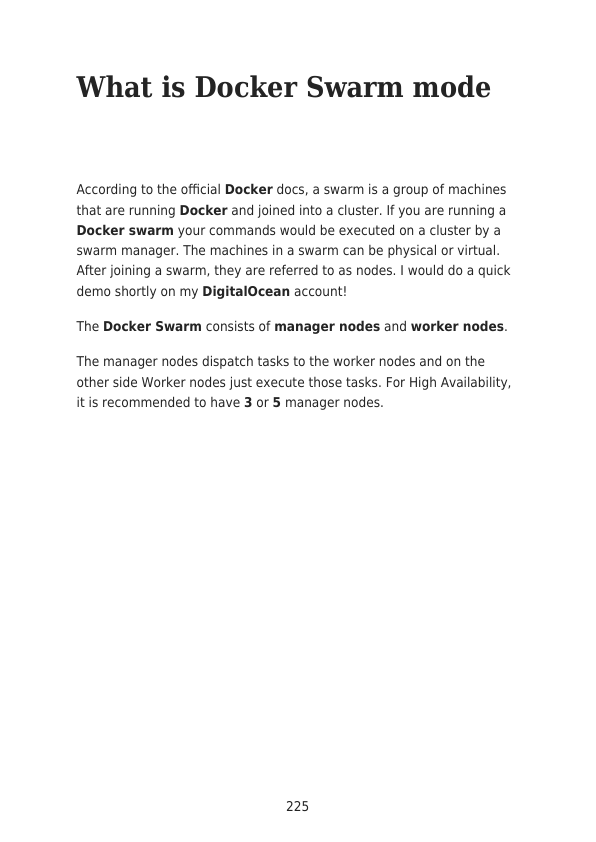 What is Docker Swarm mode
According to the official Docker docs, a swarm is a group of machines
that are running Docker and joined into a cluster. If you are running a
Docker swarm your commands would be executed on a cluster by a
swarm manager. The machines in a swarm can be physical or virtual.
After joining a swarm, they are referred to as nodes. I would do a quick
demo shortly on my DigitalOcean account!
The Docker Swarm consists of manager nodes and worker nodes.
The manager nodes dispatch tasks to the worker nodes and on the
other side Worker nodes just execute those tasks. For High Availability,
it is recommended to have 3 or 5 manager nodes.
225